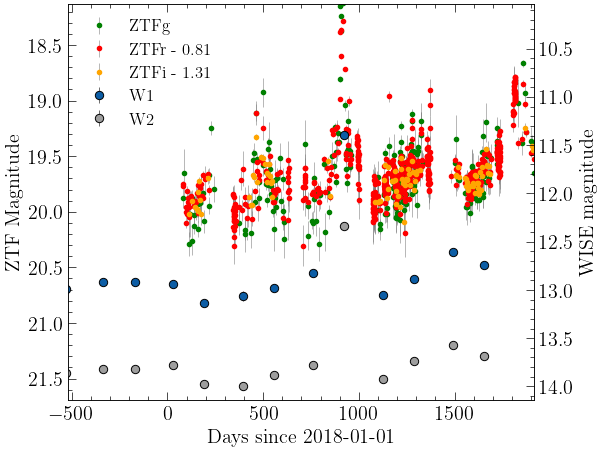 ZTFg
ZTFr - 0.81
ZTFi - 1.31
W1
W2
18.5
19.0
19.5
20.0
20.5
21.0
21.5
ZTF Magnitude
10.5
11.0
11.5
12.0
12.5
13.0
13.5
14.0
WISE magnitude
−500
0
500
1000
1500
Days since 2018-01-01